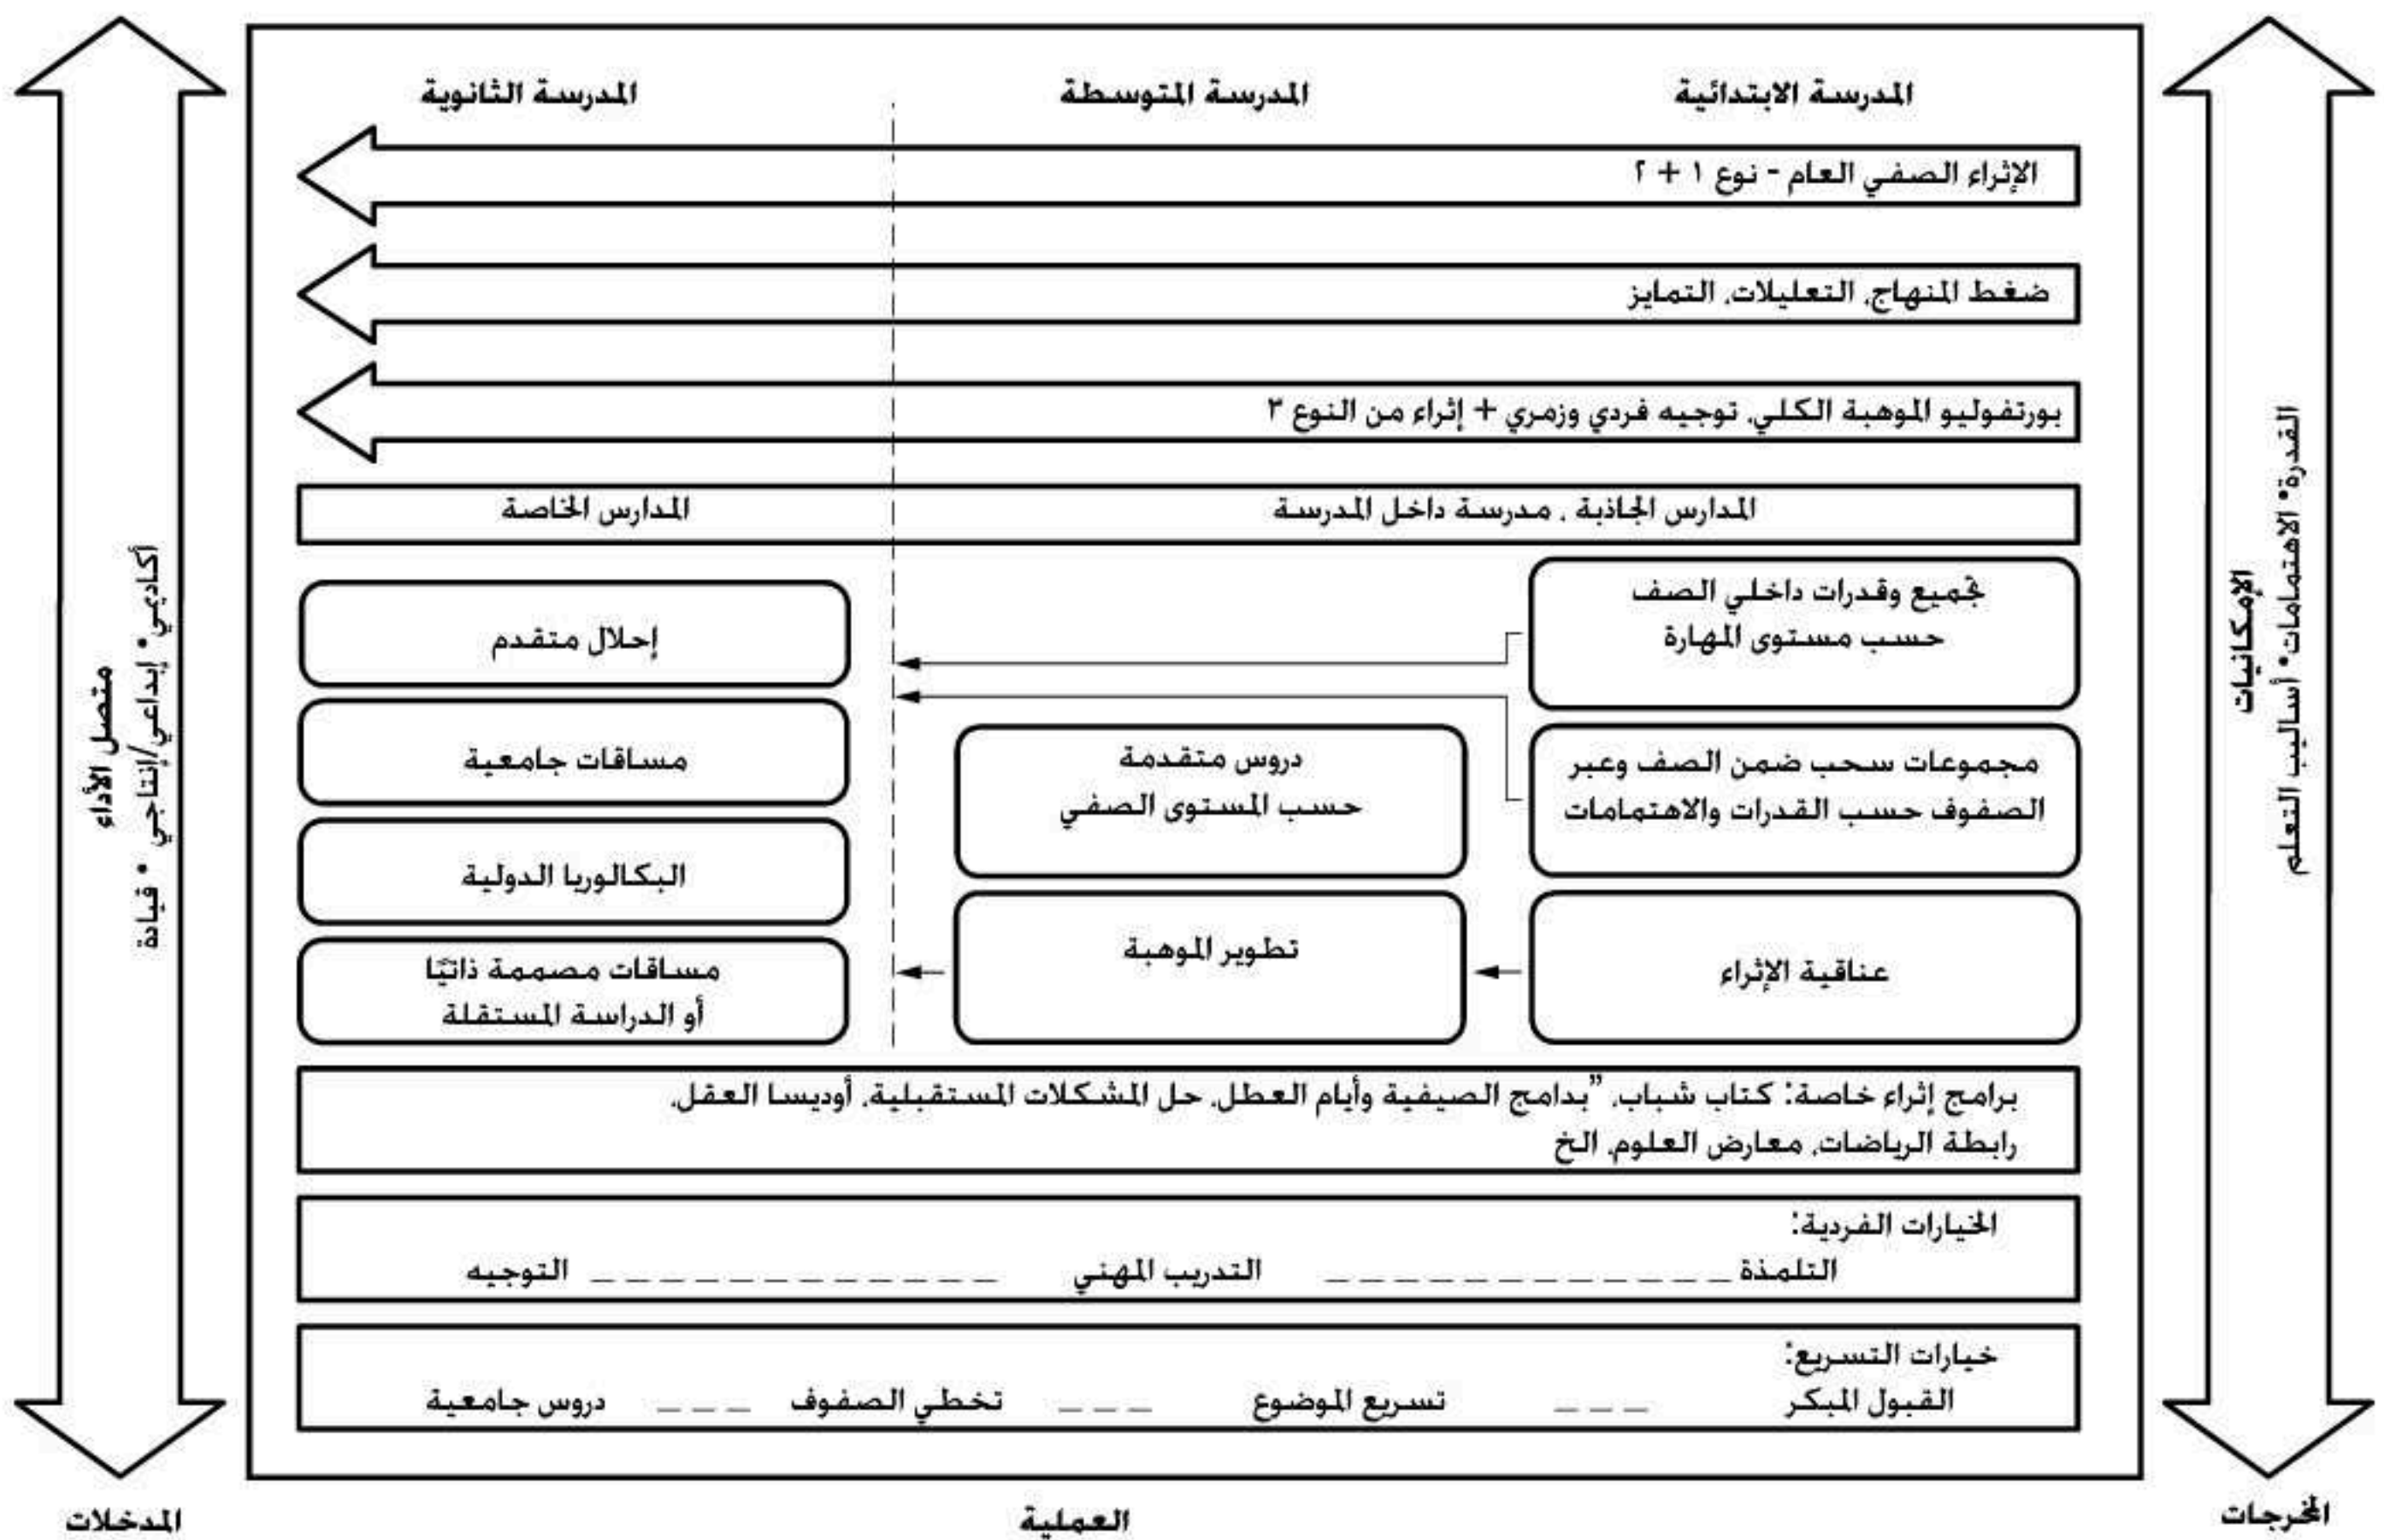 المدرسة الابتدائية
المدرسة المتوسطة
المدرسة الثانوية
الإثراء الصفي العام - نوع ١ + ٢
ضغط المنهاج، التعليلات، التمايز
بورتفوليو الموهبة الكلي، توجيه فردي وزمري + إثراء من النوع ٣
المدارس الجاذبة . مدرسة داخل المدرسة
المدارس الخاصة
تجميع وقدرات داخلي الصف
حسب مستوى المهارة
مجموعات سحب ضمن الصف وعبر
الصفوف حسب القدرات والاهتمامات
عناقية الإثراء
دروس متقدمة
حسب المستوى الصفي
تطوير الموهبة
إحلال متقدم
مساقات جامعية
البكالوريا الدولية
مساقات مصممة ذاتيًا
أو الدراسة المستقلة
برامج إثراء خاصة: كتاب شباب، ”بدامج الصيفية وأيام العطل، حل المشكلات المستقبلية، أوديسا العقل،
رابطة الرياضات، معارض العلوم، الخ
الخيارات الفردية:
التلمذة _ _ _ _ _ _ _ _ _ _ _ _ التدريب المهني _ _ _ _ _ _ _ _ _ _ _ _ التوجيه
خيارات التسريع:
القبول المبكر _ _ _ تسريع الموضوع _ _ _ تخطي الصفوف _ _ _ دروس جامعية
الإمكانيات
القدرة• الاهتمامات• أساليب التعلم
متصل الأداء
أكاديمي• إبداعي/إنتاجي • قيادة
المخرجات
العملية
المدخلات